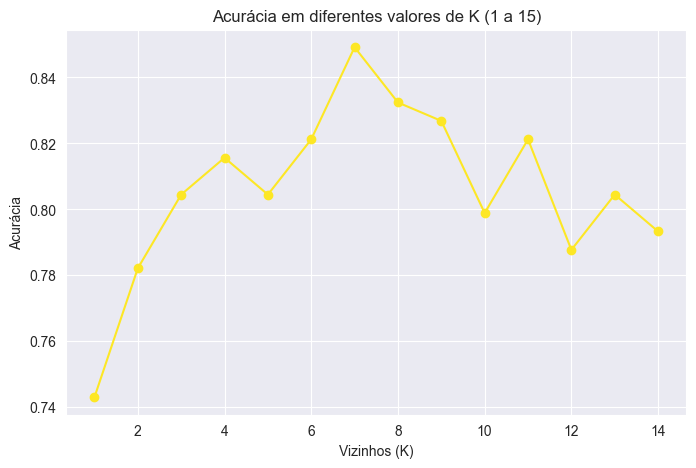 Acurácia em diferentes valores de K (1 a 15)
Acurácia
0.84
0.82
0.80
0.78
0.76
0.74
2 4 6 8 10 12 14
Vizinhos (K)